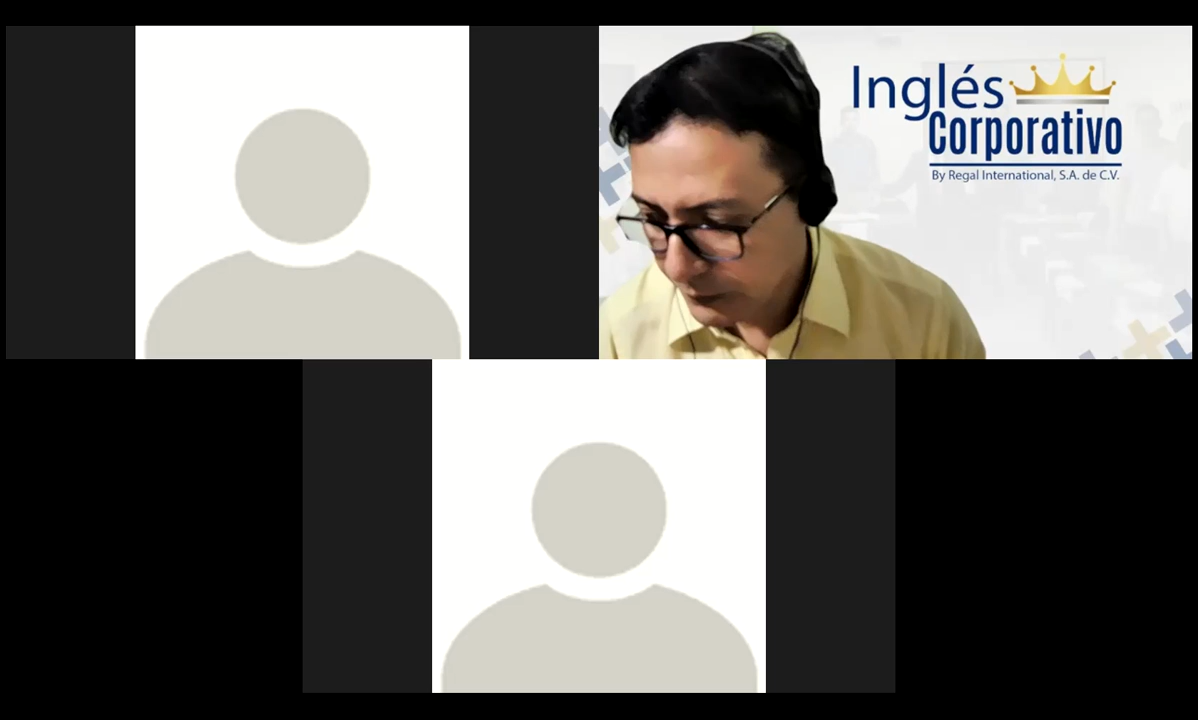 Inglés
Corporativo
By Regal International, S.A. de C.V.